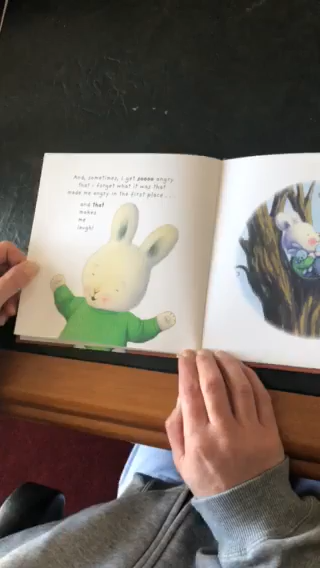 And, sometimes, I get soooo angry
that I forget what it was that
made me angry in the first place . . .
and that
makes
me
laugh!